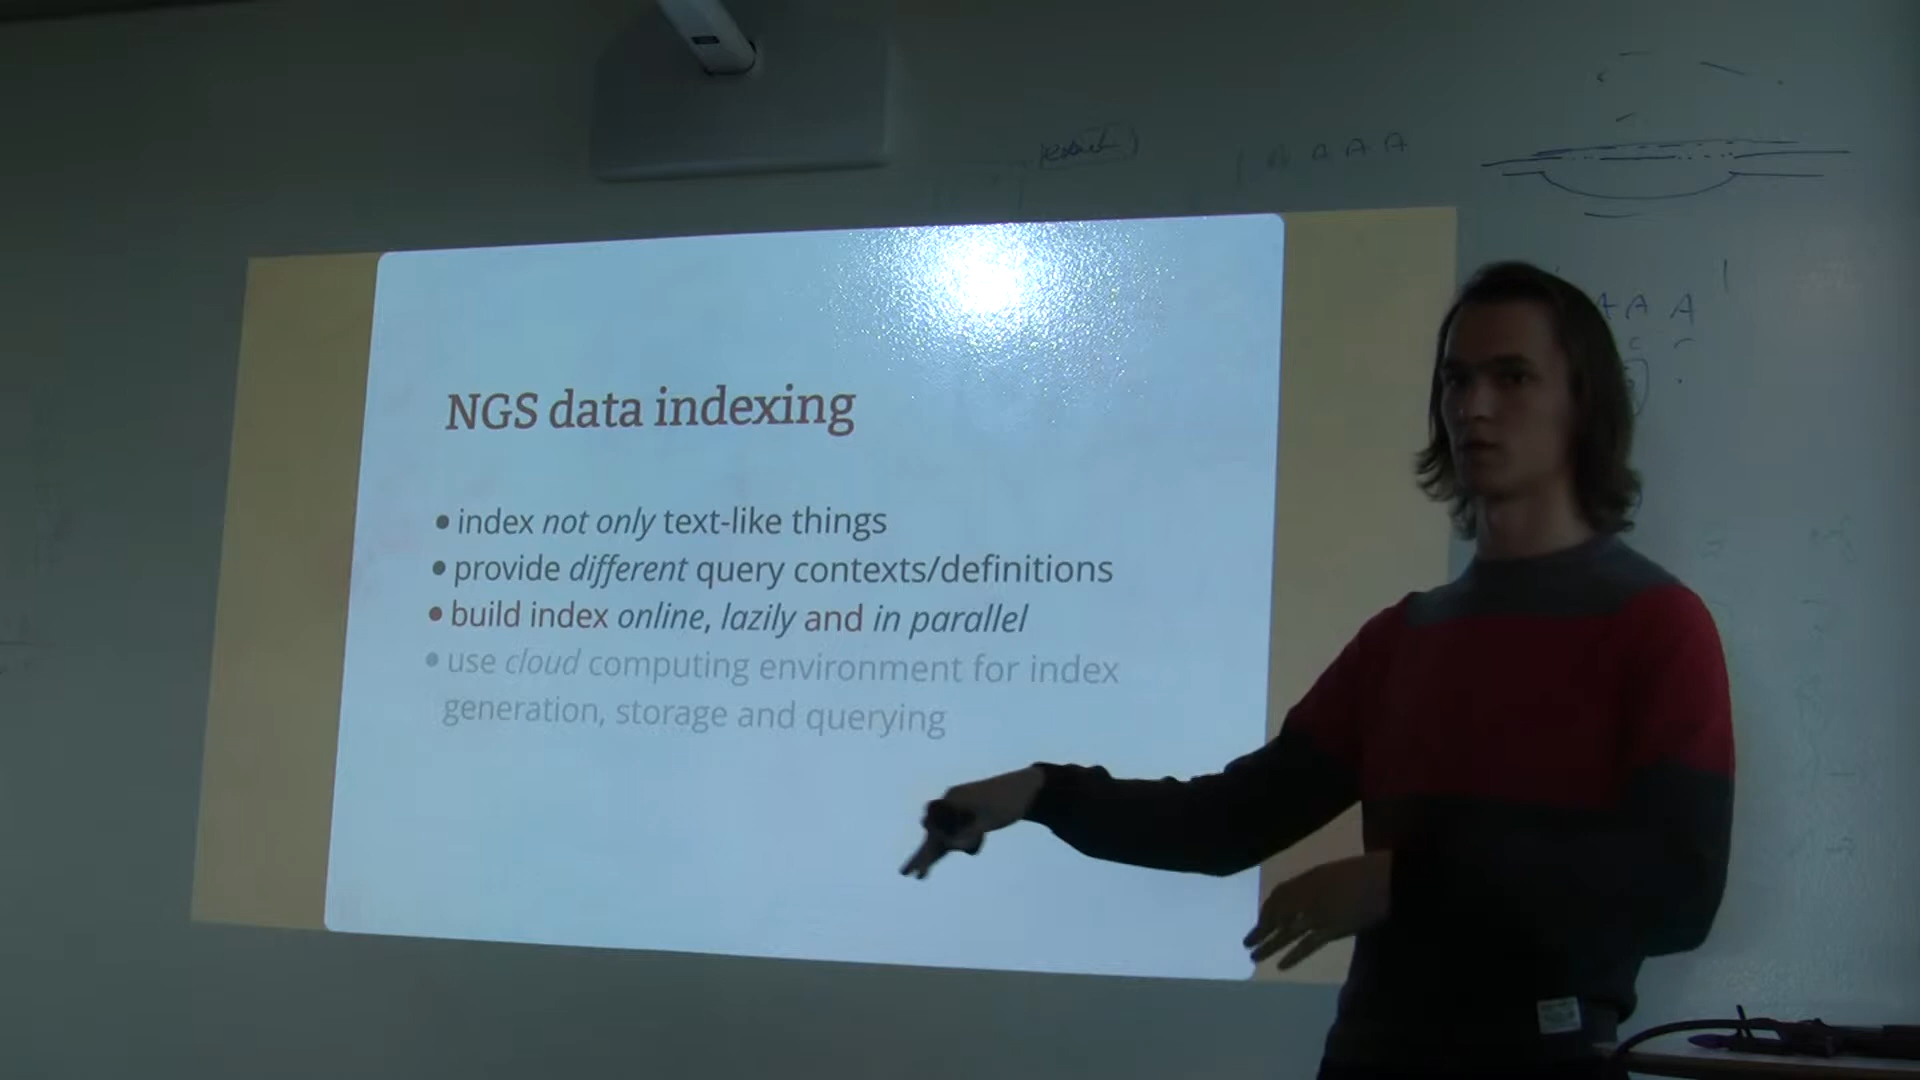 A A A A
A A A
NGS data indexing
• index not only text-like things
• provide different query contexts/definitions
• build index online, lazily and in parallel
• use cloud computing environment for index
generation, storage and querying